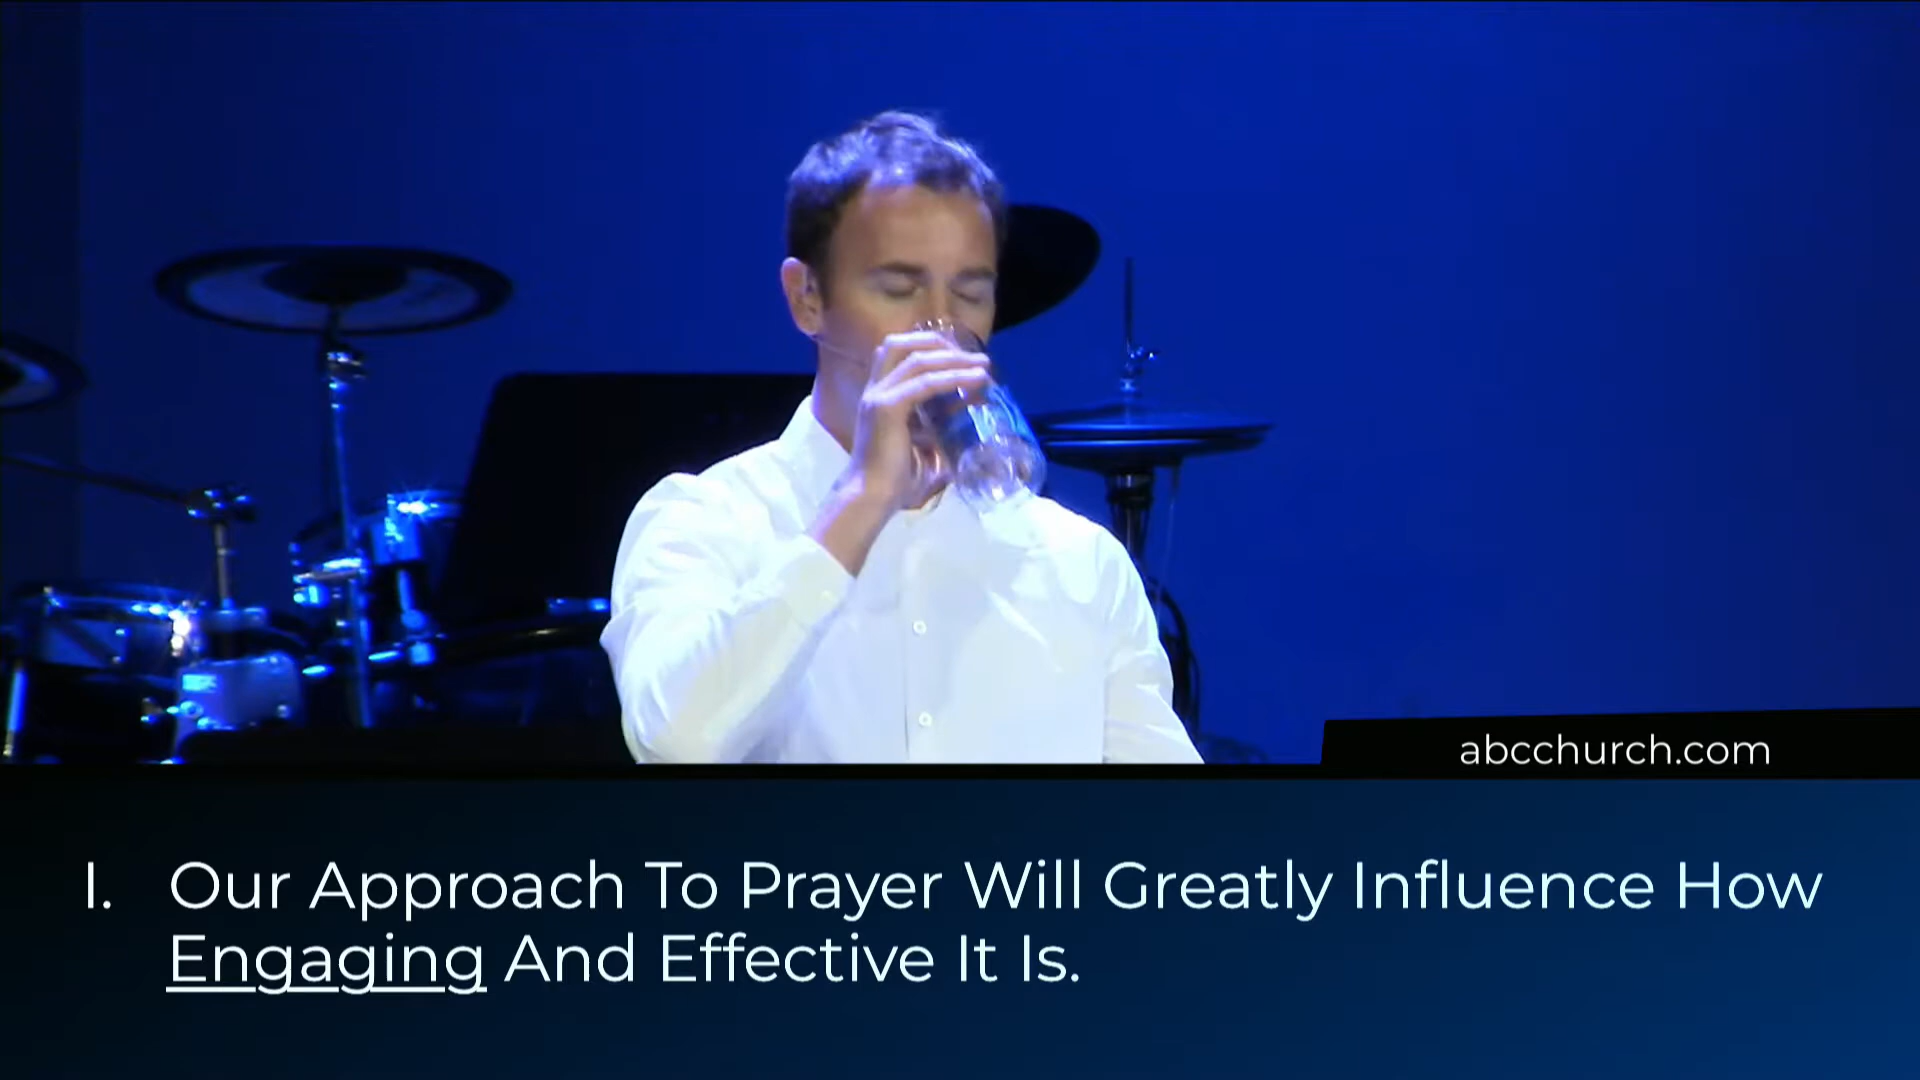 abcchurch.com
I. Our Approach To Prayer Will Greatly Influence How
Engaging And Effective It Is.